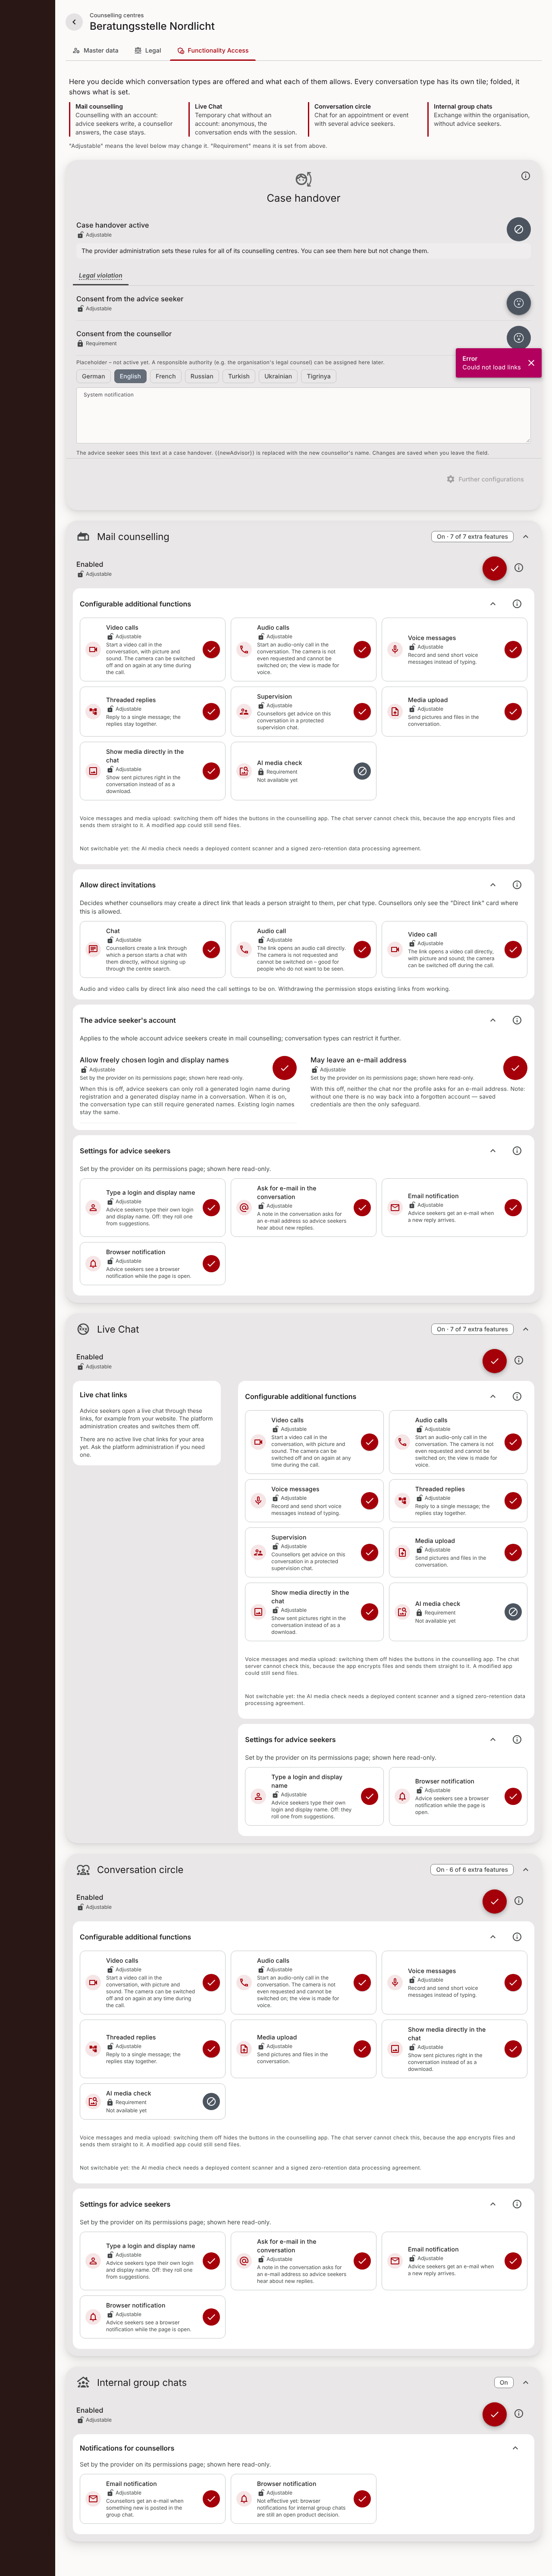 Counselling centres
Beratungsstelle Nordlicht
Master data
Legal
Functionality Access
Here you decide which conversation types are offered and what each of them allows. Every conversation type has its own tile; folded, it
shows what is set.
Mail counselling
Counselling with an account:
advice seekers write, a counsellor
answers, the case stays.
Live Chat
Temporary chat without an
account: anonymous, the
conversation ends with the session.
Conversation circle
Chat for an appointment or event
with several advice seekers.
Internal group chats
Exchange within the organisation,
without advice seekers.
"Adjustable" means the level below may change it. "Requirement" means it is set from above.
Case handover
Case handover active
Adjustable
The provider administration sets these rules for all of its counselling centres. You can see them here but not change them.
Legal violation
Consent from the advice seeker
Adjustable
Consent from the counsellor
Requirement
Error
Could not load links
Placeholder – not active yet. A responsible authority (e.g. the organisation's legal counsel) can be assigned here later.
German
English
French
Russian
Turkish
Ukrainian
Tigrinya
System notification
The advice seeker sees this text at a case handover. {{newAdvisor}} is replaced with the new counsellor's name. Changes are saved when you leave the field.
Further configurations
Mail counselling
On · 7 of 7 extra features
Enabled
Adjustable
Configurable additional functions
Video calls
Adjustable
Start a video call in the
conversation, with picture and
sound. The camera can be switched
off and on again at any time during
the call.
Audio calls
Adjustable
Start an audio-only call in the
conversation. The camera is not
even requested and cannot be
switched on; the view is made for
voice.
Voice messages
Adjustable
Record and send short voice
messages instead of typing.
Threaded replies
Adjustable
Reply to a single message; the
replies stay together.
Supervision
Adjustable
Counsellors get advice on this
conversation in a protected
supervision chat.
Media upload
Adjustable
Send pictures and files in the
conversation.
Show media directly in the
chat
Adjustable
Show sent pictures right in the
conversation instead of as a
download.
AI media check
Requirement
Not available yet
Voice messages and media upload: switching them off hides the buttons in the counselling app. The chat server cannot check this, because the app encrypts files and
sends them straight to it. A modified app could still send files.
Not switchable yet: the AI media check needs a deployed content scanner and a signed zero-retention data processing agreement.
Allow direct invitations
Decides whether counsellors may create a direct link that leads a person straight to them, per chat type. Counsellors only see the "Direct link" card where
this is allowed.
Chat
Adjustable
Counsellors create a link through
which a person starts a chat with
them directly, without signing up
through the centre search.
Audio call
Adjustable
The link opens an audio call directly.
The camera is not requested and
cannot be switched on – good for
people who do not want to be seen.
Video call
Adjustable
The link opens a video call directly,
with picture and sound; the camera
can be switched off during the call.
Audio and video calls by direct link also need the call settings to be on. Withdrawing the permission stops existing links from working.
The advice seeker's account
Applies to the whole account advice seekers create in mail counselling; conversation types can restrict it further.
Allow freely chosen login and display names
Adjustable
Set by the provider on its permissions page; shown here read-only.
When this is off, advice seekers can only roll a generated login name during
registration and a generated display name in a conversation. When it is on,
the conversation type can still require generated names. Existing login names
stay the same.
May leave an e-mail address
Adjustable
Set by the provider on its permissions page; shown here read-only.
With this off, neither the chat nor the profile asks for an e-mail address. Note:
without one there is no way back into a forgotten account — saved
credentials are then the only safeguard.
Settings for advice seekers
Set by the provider on its permissions page; shown here read-only.
Type a login and display name
Adjustable
Advice seekers type their own login
and display name. Off: they roll one
from suggestions.
Ask for e-mail in the
conversation
Adjustable
A note in the conversation asks for
an e-mail address so advice seekers
hear about new replies.
Email notification
Adjustable
Advice seekers get an e-mail when
a new reply arrives.
Browser notification
Adjustable
Advice seekers see a browser
notification while the page is open.
Live Chat
On · 7 of 7 extra features
Enabled
Adjustable
Live chat links
Advice seekers open a live chat through these
links, for example from your website. The platform
administration creates and switches them off.
There are no active live chat links for your area
yet. Ask the platform administration if you need
one.
Configurable additional functions
Video calls
Adjustable
Start a video call in the
conversation, with picture and
sound. The camera can be switched
off and on again at any
time during the call.
Audio calls
Adjustable
Start an audio-only call in the
conversation. The camera is not
even requested and cannot be
switched on; the view is made for
voice.
Voice messages
Adjustable
Record and send short voice
messages instead of typing.
Threaded replies
Adjustable
Reply to a single message; the
replies stay together.
Supervision
Adjustable
Counsellors get advice on this
conversation in a protected
supervision chat.
Media upload
Adjustable
Send pictures and files in the
conversation.
Show media directly in the
chat
Adjustable
Show sent pictures right in the
conversation instead of as a
download.
AI media check
Requirement
Not available yet
Voice messages and media upload: switching them off hides the buttons in the counselling app. The chat
server cannot check this, because the app encrypts files and sends them straight to it. A modified app
could still send files.
Not switchable yet: the AI media check needs a deployed content scanner and a signed zero-retention data
processing agreement.
Settings for advice seekers
Set by the provider on its permissions page; shown here read-only.
Type a login and display
name
Adjustable
Advice seekers type their own
login and display name. Off: they
roll one from suggestions.
Browser notification
Adjustable
Advice seekers see a browser
notification while the page is
open.
Conversation circle
On · 6 of 6 extra features
Enabled
Adjustable
Configurable additional functions
Video calls
Adjustable
Start a video call in the
conversation, with picture and
sound. The camera can be switched
off and on again at any time during
the call.
Audio calls
Adjustable
Start an audio-only call in the
conversation. The camera is not
even requested and cannot be
switched on; the view is made for
voice.
Voice messages
Adjustable
Record and send short voice
messages instead of typing.
Threaded replies
Adjustable
Reply to a single message; the
replies stay together.
Media upload
Adjustable
Send pictures and files in the
conversation.
Show media directly in the
chat
Adjustable
Show sent pictures right in the
conversation instead of as a
download.
AI media check
Requirement
Not available yet
Voice messages and media upload: switching them off hides the buttons in the counselling app. The chat server cannot check this, because the app encrypts files and
sends them straight to it. A modified app could still send files.
Not switchable yet: the AI media check needs a deployed content scanner and a signed zero-retention data processing agreement.
Settings for advice seekers
Set by the provider on its permissions page; shown here read-only.
Type a login and display name
Adjustable
Advice seekers type their own login
and display name. Off: they roll one
from suggestions.
Ask for e-mail in the
conversation
Adjustable
A note in the conversation asks for
an e-mail address so advice seekers
hear about new replies.
Email notification
Adjustable
Advice seekers get an e-mail when
a new reply arrives.
Browser notification
Adjustable
Advice seekers see a browser
notification while the page is open.
Internal group chats
On
Enabled
Adjustable
Notifications for counsellors
Set by the provider on its permissions page; shown here read-only.
Email notification
Adjustable
Counsellors get an e-mail when
something new is posted in the
group chat.
Browser notification
Adjustable
Not effective yet: browser
notifications for internal group chats
are still an open product decision.